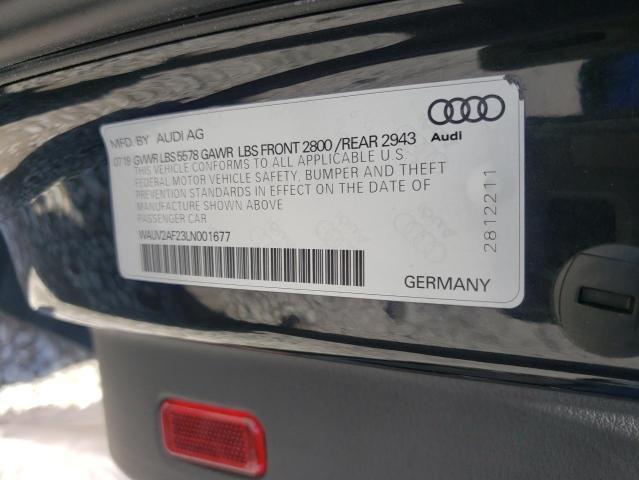 MFD. BY AUDI AG
07 19 GVWR LBS 5578 GAWR LBS FRONT 2800 / REAR 2943
THIS VEHICLE CONFORMS TO ALL APPLICABLE U.S.
FEDERAL MOTOR VEHICLE SAFETY, BUMPER AND THEFT
PREVENTION STANDARDS IN EFFECT ON THE DATE
OF MANUFACTURE SHOWN ABOVE
PASSENGER CAR
WAUV2AF23LN001677
Audi
2812211
GERMANY